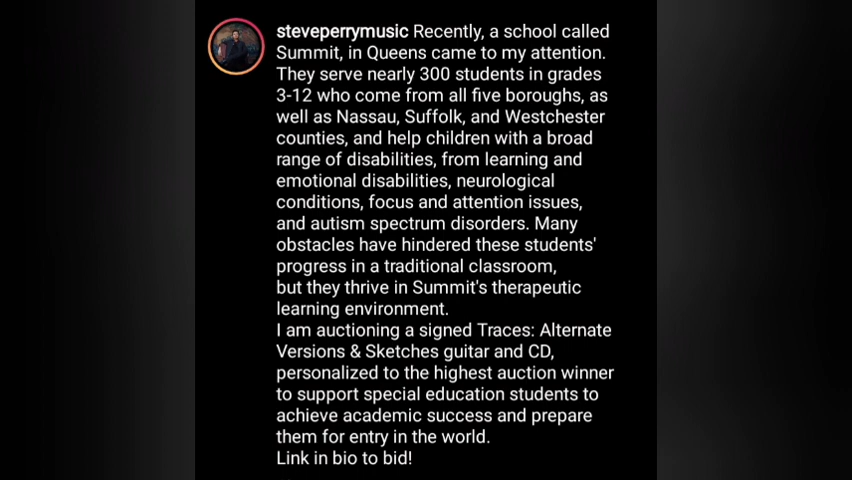 steveperrymusic Recently, a school called
Summit, in Queens came to my attention.
They serve nearly 300 students in grades
3-12 who come from all five boroughs, as
well as Nassau, Suffolk, and Westchester
counties, and help children with a broad
range of disabilities, from learning and
emotional disabilities, neurological
conditions, focus and attention issues,
and autism spectrum disorders. Many
obstacles have hindered these students'
progress in a traditional classroom,
but they thrive in Summit's therapeutic
learning environment.
I am auctioning a signed Traces: Alternate
Versions & Sketches guitar and CD,
personalized to the highest auction winner
to support special education students to
achieve academic success and prepare
them for entry in the world.
Link in bio to bid!